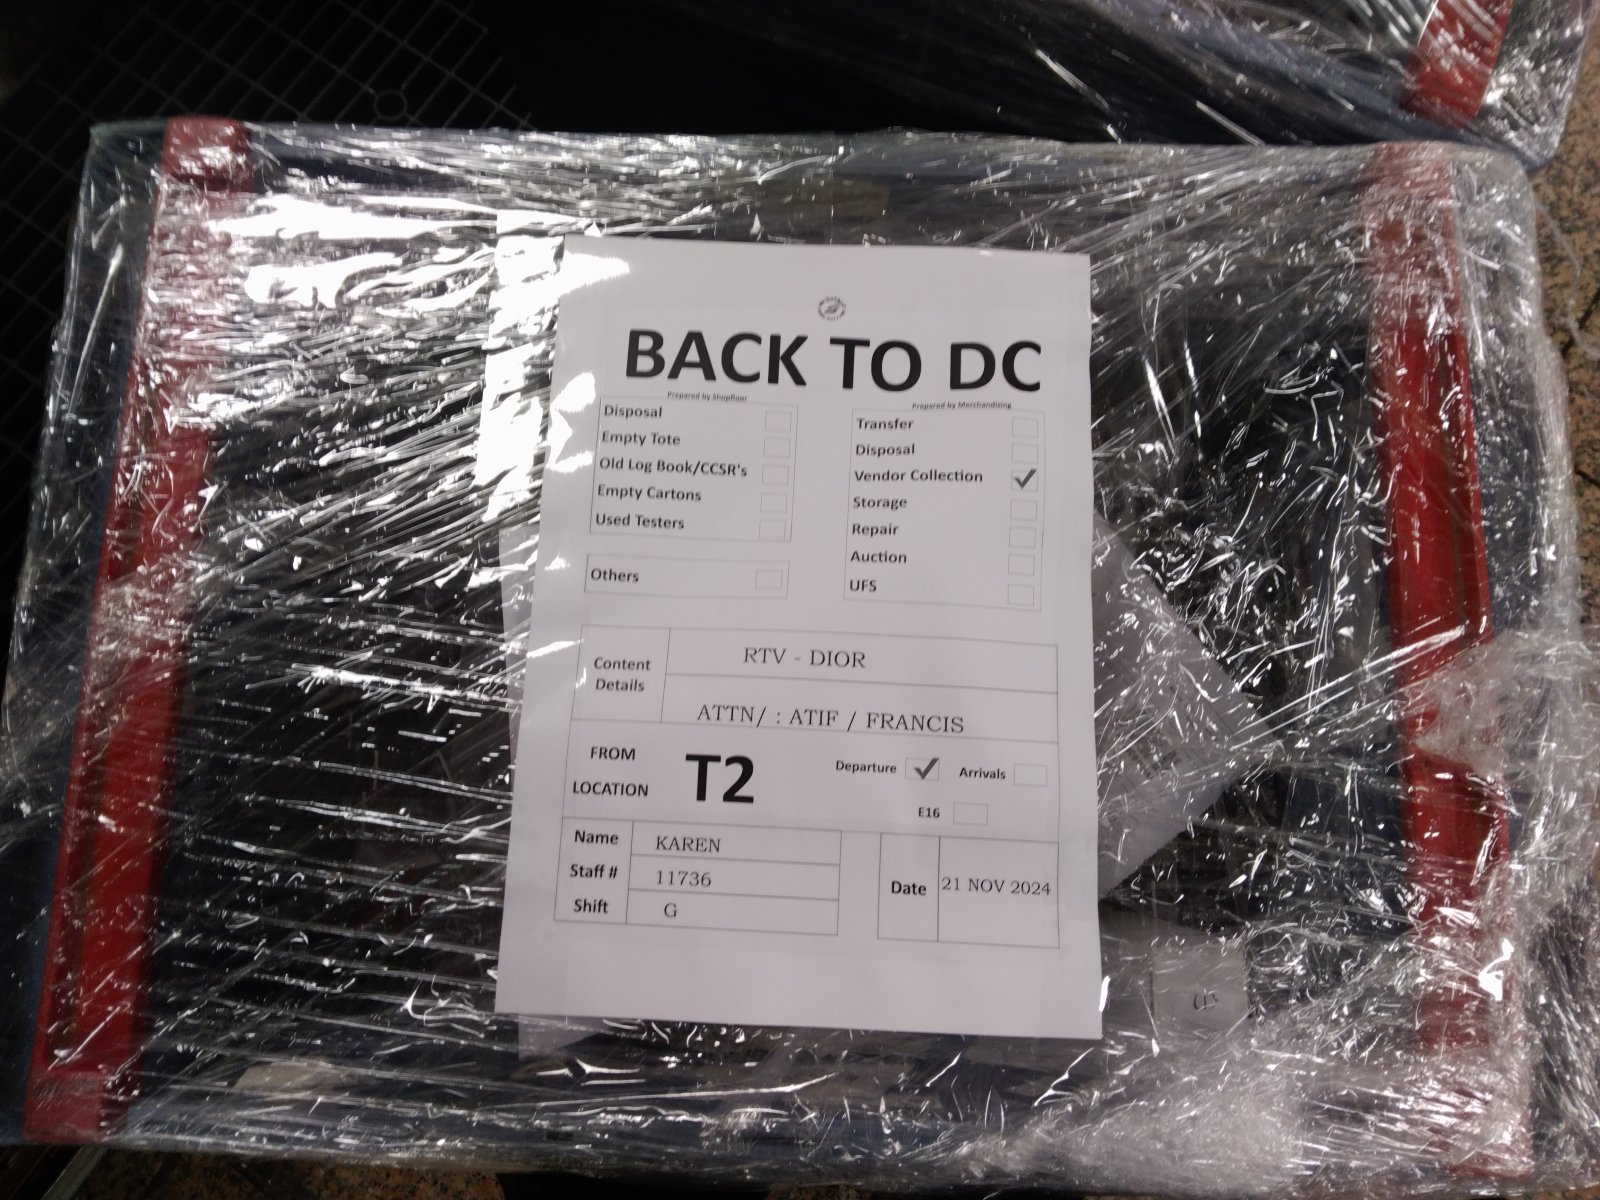 BACK TO DC
Prepared by Shopfloor
Disposal
Empty Tote
Old Log Book/CCSR's
Empty Cartons
Used Testers
Others
Prepared by Merchandising
Transfer
Disposal
Vendor Collection ✓
Storage
Repair
Auction
UFS
Content Details
RTV - DIOR
ATTN/ : ATIF / FRANCIS
FROM LOCATION
T2
Departure ✓ Arrivals
E16
Name KAREN
Staff # 11736
Shift G
Date 21 NOV 2024